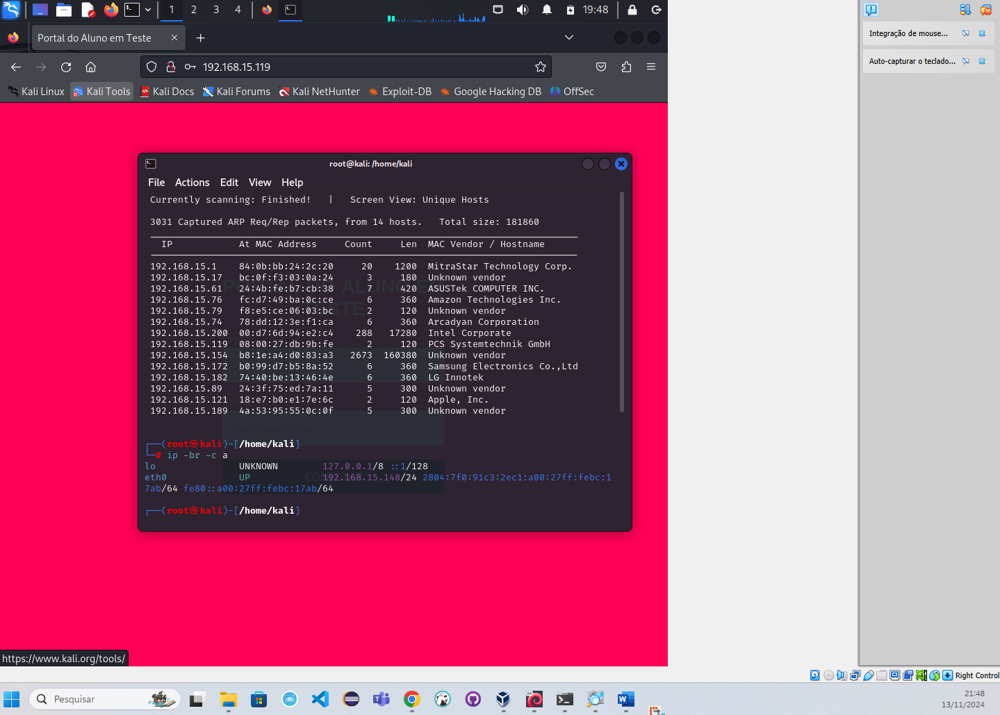 1 2 3 4 19:48
Portal do Aluno em Teste
192.168.15.119
Kali Linux Kali Tools Kali Docs Kali Forums Kali NetHunter Exploit-DB Google Hacking DB OffSec
root@kali: /home/kali
File Actions Edit View Help
Currently scanning: Finished! | Screen View: Unique Hosts
3031 Captured ARP Req/Rep packets, from 14 hosts. Total size: 181860
IP At MAC Address Count Len MAC Vendor / Hostname
192.168.15.1 84:0b:bb:24:2c:20 20 1200 MitraStar Technology Corp.
192.168.15.17 bc:0f:f3:03:0a:24 3 180 Unknown vendor
192.168.15.61 24:4b:fe:b7:cb:38 7 420 ASUSTek COMPUTER INC.
192.168.15.76 fc:d7:49:ba:0c:ce 6 360 Amazon Technologies Inc.
192.168.15.79 f8:e5:ce:06:03:bc 2 120 Unknown vendor
192.168.15.74 78:dd:12:3e:f1:ca 6 360 Arcadyan Corporation
192.168.15.200 00:d7:6d:94:e2:c4 288 17280 Intel Corporate
192.168.15.119 08:00:27:db:9b:fe 2 120 PCS Systemtechnik GmbH
192.168.15.154 b8:1e:a4:d0:83:a3 2673 160380 Unknown vendor
192.168.15.172 b0:99:d7:b5:8a:52 6 360 Samsung Electronics Co.,Ltd
192.168.15.182 74:40:be:13:46:4e 6 360 LG Innotek
192.168.15.89 24:3f:75:ed:7a:11 5 300 Unknown vendor
192.168.15.121 18:e7:b0:e1:7e:6c 2 120 Apple, Inc.
192.168.15.189 4a:53:95:55:0c:0f 5 300 Unknown vendor
┌──(root㉿kali)-[/home/kali]
└─# ip -br -c a
lo UNKNOWN 127.0.0.1/8 ::1/128
eth0 UP 192.168.15.148/24 2804:7f0:91c3:2ec1:a00:27ff:febc:1
7ab/64 fe80::a00:27ff:febc:17ab/64
┌──(root㉿kali)-[/home/kali]
https://www.kali.org/tools/
Integração de mouse...
Auto-capturar o teclado...
Right Control
Pesquisar
21:48
13/11/2024